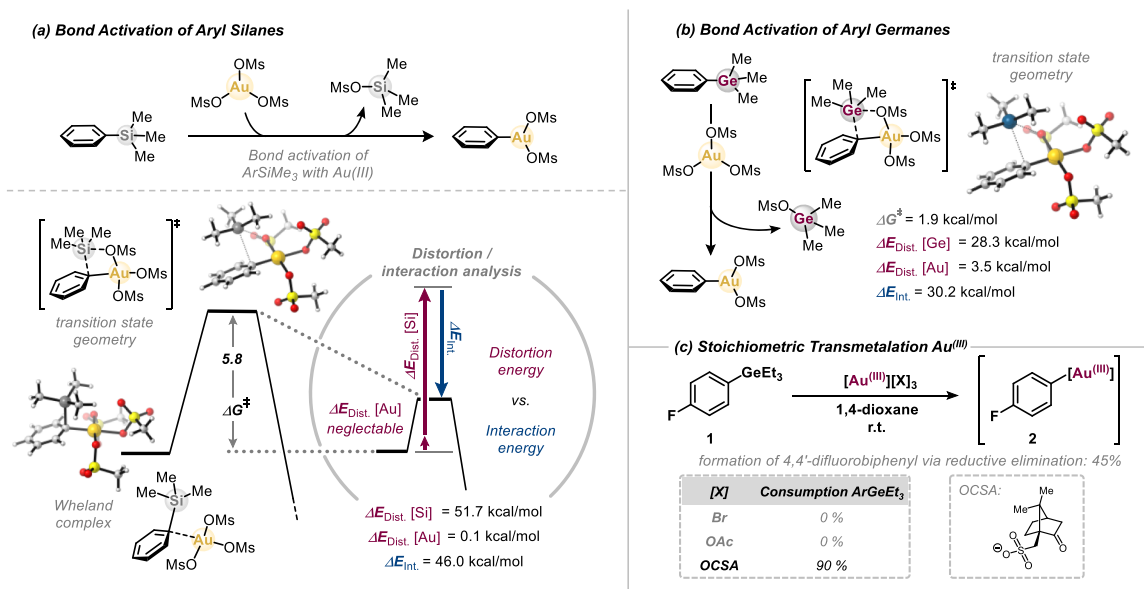 (a) Bond Activation of Aryl Silanes
OMs
Au
MsO
OMs
Me
MsO
Si
Me
Me
Si
Me
Me
Me
Bond activation of
ArSiMe3 with Au(III)
OMs
Au
OMs
Me
Me
Si
Me
OMs
Au
OMs
OMs
‡
transition state
geometry
5.8
ΔG‡
Wheland
complex
Me
Me
Si
Me
OMs
Au
OMs
MsO
Distortion /
interaction analysis
ΔEDist. [Si]
ΔEInt.
Distortion
energy
vs.
Interaction
energy
ΔEDist. [Au]
neglectable
ΔEDist. [Si] = 51.7 kcal/mol
ΔEDist. [Au] = 0.1 kcal/mol
ΔEInt. = 46.0 kcal/mol
(b) Bond Activation of Aryl Germanes
Me
Ge
Me
Me
OMs
Au
MsO
OMs
MsO
Me
Ge
Me
Me
OMs
Au
OMs
Me
Me
Me
Ge
OMs
Au
OMs
OMs
‡
transition state
geometry
ΔG‡ = 1.9 kcal/mol
ΔEDist. [Ge] = 28.3 kcal/mol
ΔEDist. [Au] = 3.5 kcal/mol
ΔEInt. = 30.2 kcal/mol
(c) Stoichiometric Transmetalation Au(III)
GeEt3
F
1
[Au(III)][X]3
1,4-dioxane
r.t.
[Au(III)]
F
2
formation of 4,4'-difluorobiphenyl via reductive elimination: 45%
[X] Consumption ArGeEt3
Br 0 %
OAc 0 %
OCSA 90 %
OCSA:
Me
Me
⊖
O
S
O
O
O